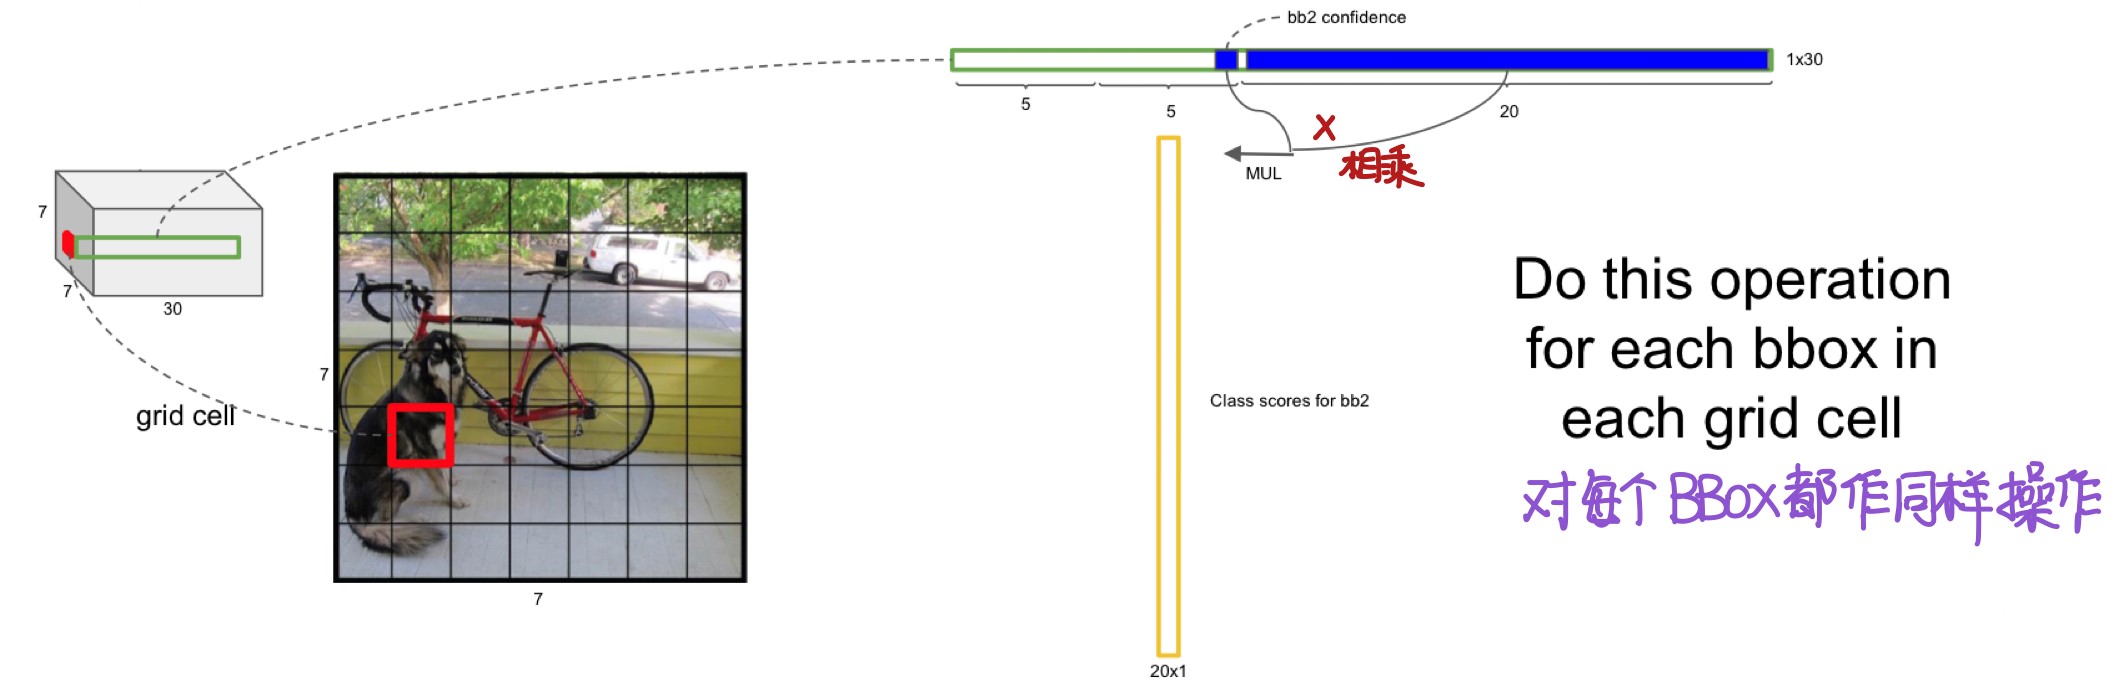 bb2 confidence
1x30
5
5
20
X
相乘
MUL
7
7
30
grid cell
7
7
Class scores for bb2
20x1
Do this operation
for each bbox in
each grid cell
对每个BBOX都作同样操作